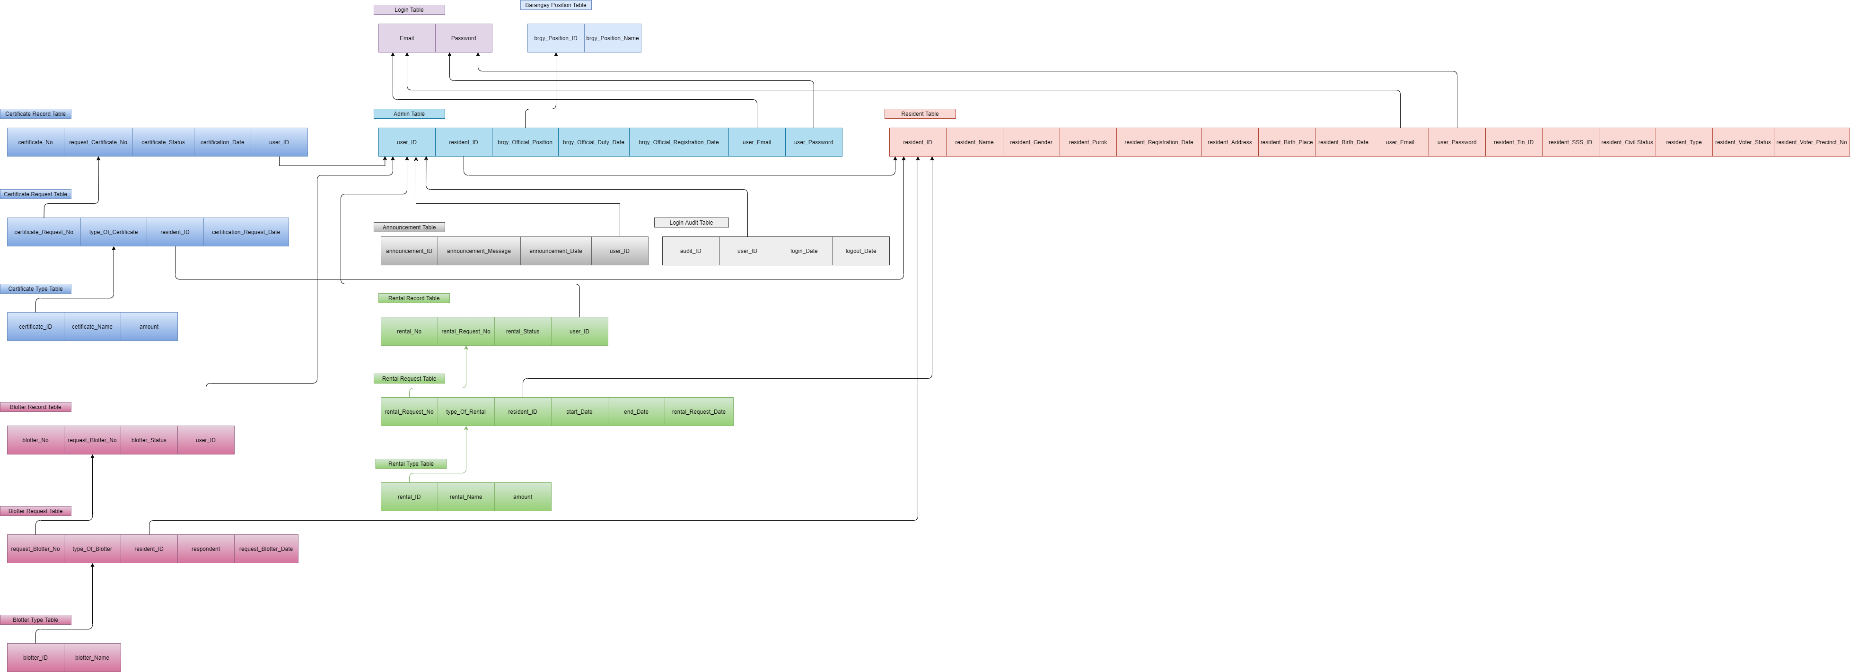 Login Table
Barangay Position Table
Email Password
brgy_Position_ID brgy_Position_Name
Certificate Record Table
Admin Table
Resident Table
certificate_No request_Certificate_No certificate_Status certification_Date user_ID
user_ID resident_ID brgy_Official_Position brgy_Official_Duty_Date brgy_Official_Registration_Date user_Email user_Password
resident_ID resident_Name resident_Gender resident_Purok resident_Registration_Date resident_Address resident_Birth_Place resident_Birth_Date user_Email user_Password resident_Tin_ID resident_SSS_ID resident_Civil Status resident_Type resident_Voter_Status resident_Voter_Precinct_No
Certificate Request Table
certificate_Request_No type_Of_Certificate resident_ID certification_Request_Date
Announcement Table
Login Audit Table
announcement_ID announcement_Message announcement_Date user_ID
audit_ID user_ID login_Date logout_Date
Certificate Type Table
certificate_ID cetificate_Name amount
Rental Record Table
rental_No rental_Request_No rental_Status user_ID
Rental Request Table
rental_Request_No type_Of_Rental resident_ID start_Date end_Date rental_Request_Date
Blotter Record Table
blotter_No request_Blotter_No blotter_Status user_ID
Rental Type Table
rental_ID rental_Name amount
Blotter Request Table
request_Blotter_No type_Of_Blotter resident_ID respondent request_Blotter_Date
Blotter Type Table
blotter_ID blotter_Name